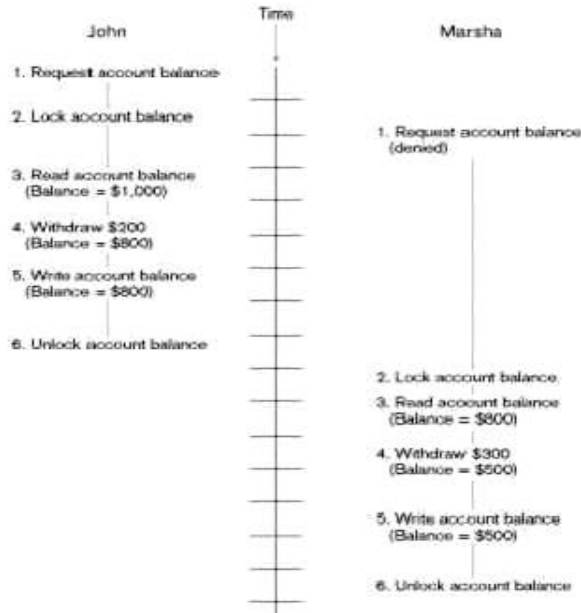 Time
John
1. Request account balance
2. Lock account balance
3. Read account balance
(Balance = $1,000)
4. Withdraw $200
(Balance = $800)
5. Write account balance
(Balance = $800)
6. Unlock account balance
Marsha
1. Request account balance
(denied)
2. Lock account balance
3. Read account balance
(Balance = $800)
4. Withdraw $300
(Balance = $500)
5. Write account balance
(Balance = $500)
6. Unlock account balance